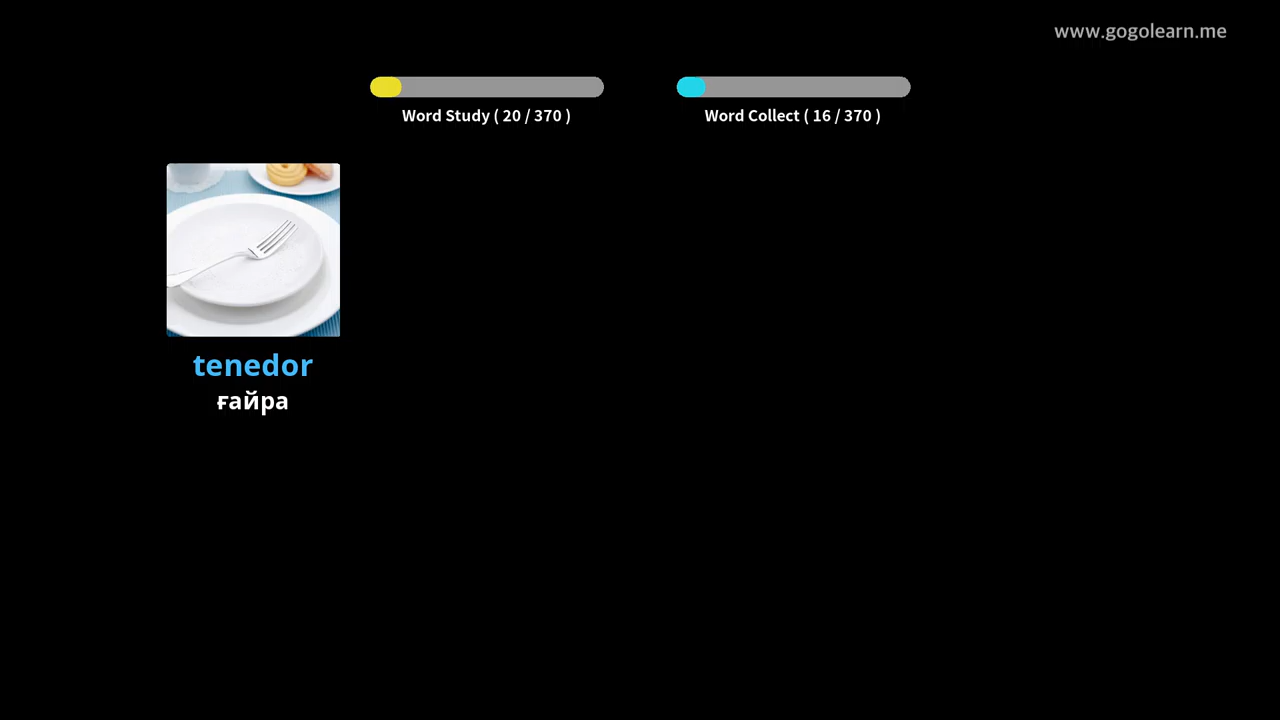 www.gogolearn.me
Word Study ( 20 / 370 )
Word Collect ( 16 / 370 )
tenedor
ғайра